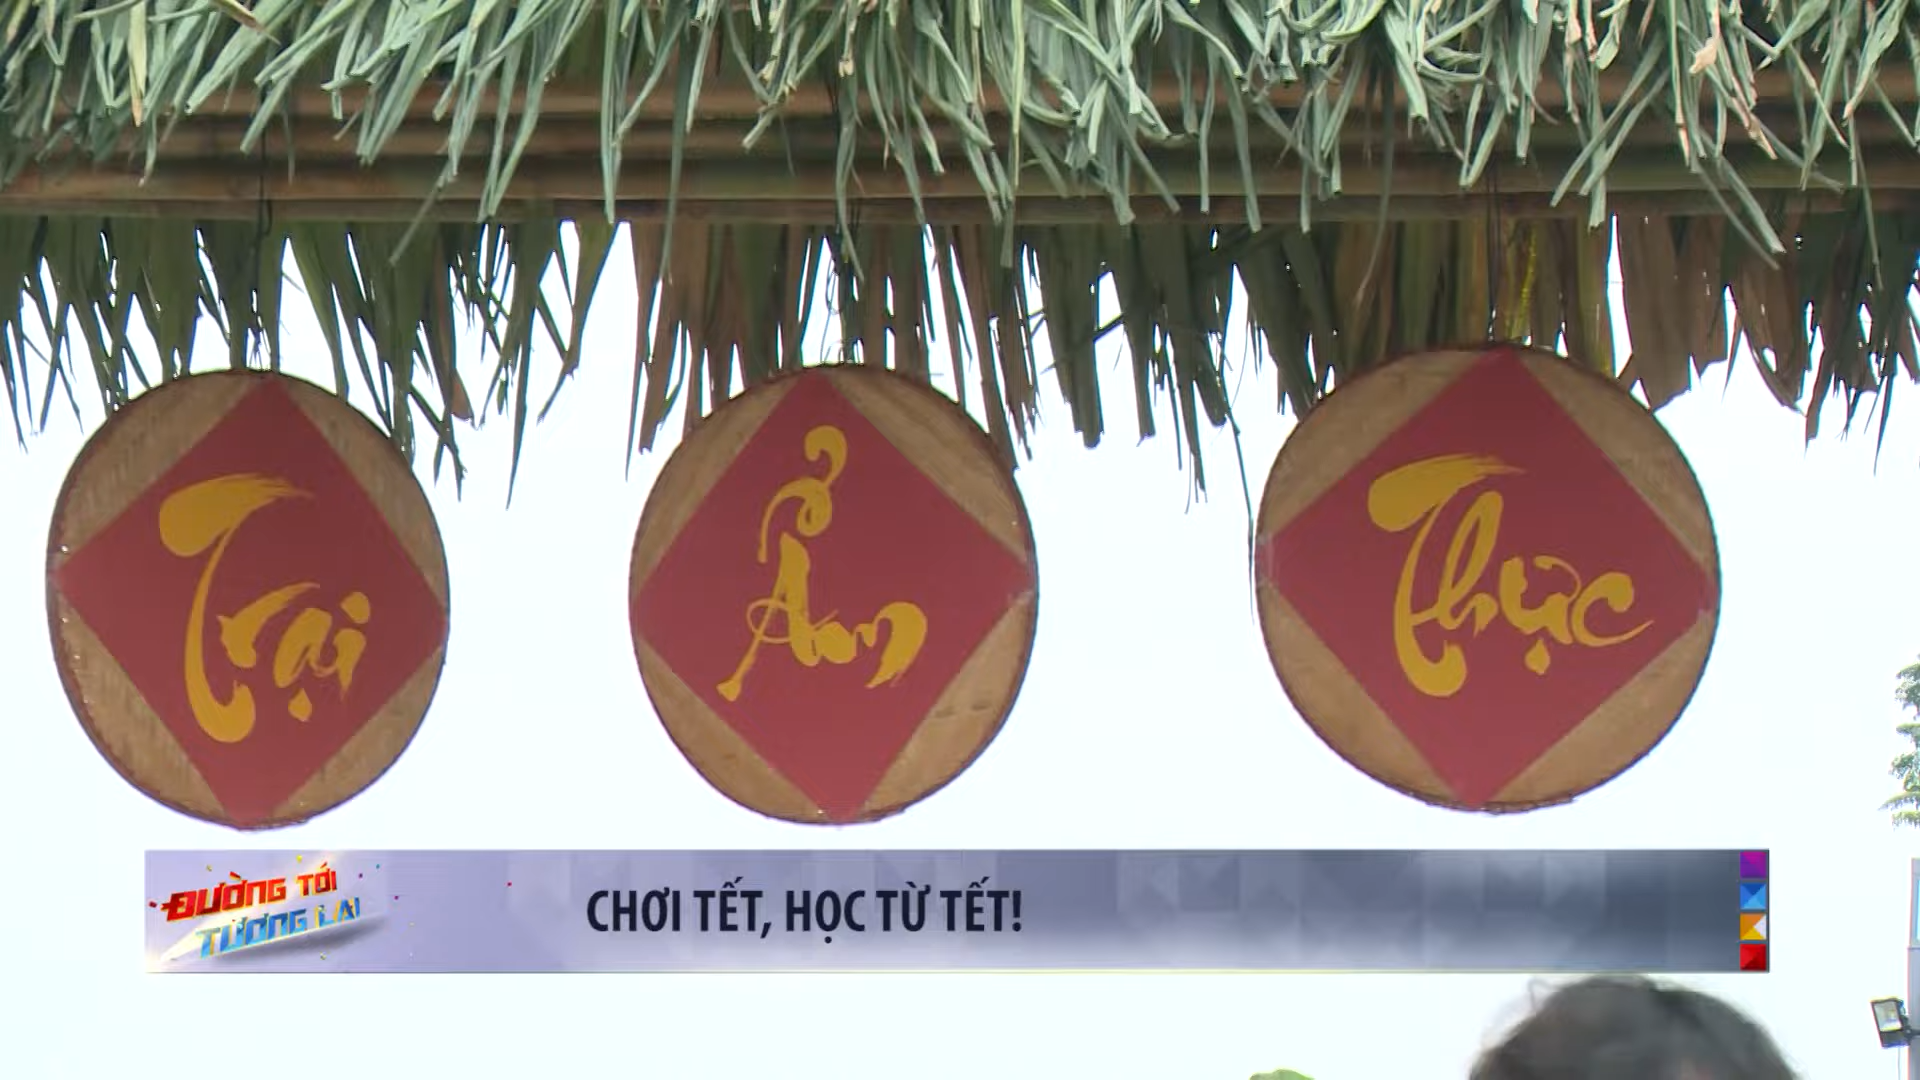 Trại Ẩm Thực
ĐƯỜNG TỚI
TƯƠNG LAI
CHƠI TẾT, HỌC TỪ TẾT!